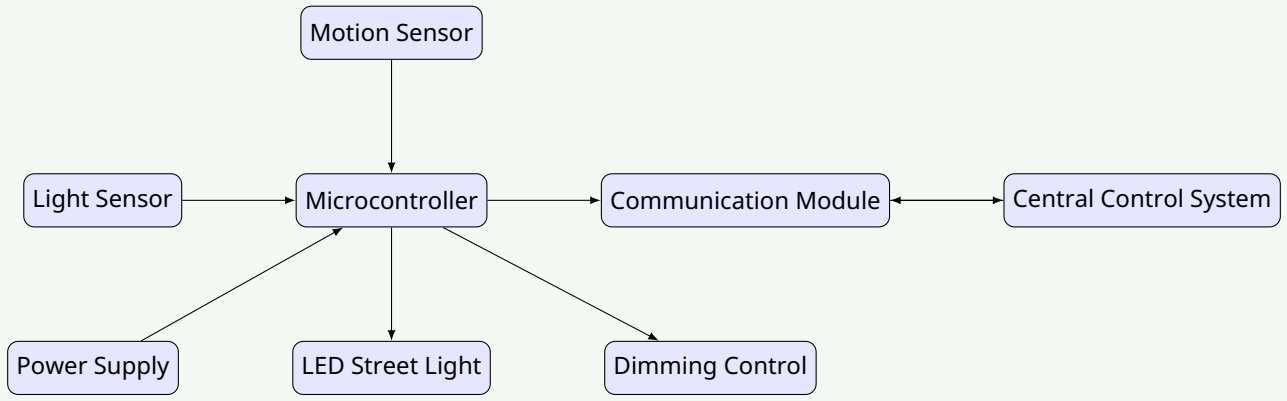 Motion Sensor
Light Sensor
Microcontroller
Communication Module
Central Control System
Power Supply
LED Street Light
Dimming Control